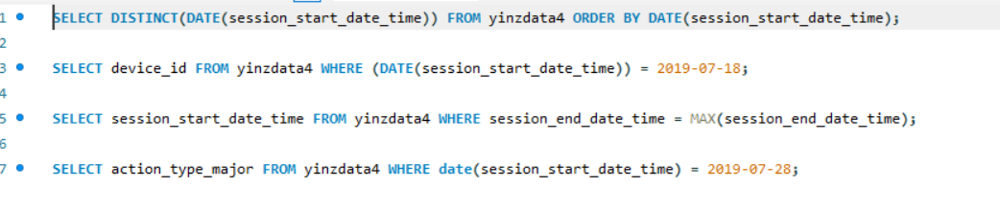 1 SELECT DISTINCT(DATE(session_start_date_time)) FROM yinzdata4 ORDER BY DATE(session_start_date_time);
2
3 SELECT device_id FROM yinzdata4 WHERE (DATE(session_start_date_time)) = 2019-07-18;
4
5 SELECT session_start_date_time FROM yinzdata4 WHERE session_end_date_time = MAX(session_end_date_time);
6
7 SELECT action_type_major FROM yinzdata4 WHERE date(session_start_date_time) = 2019-07-28;